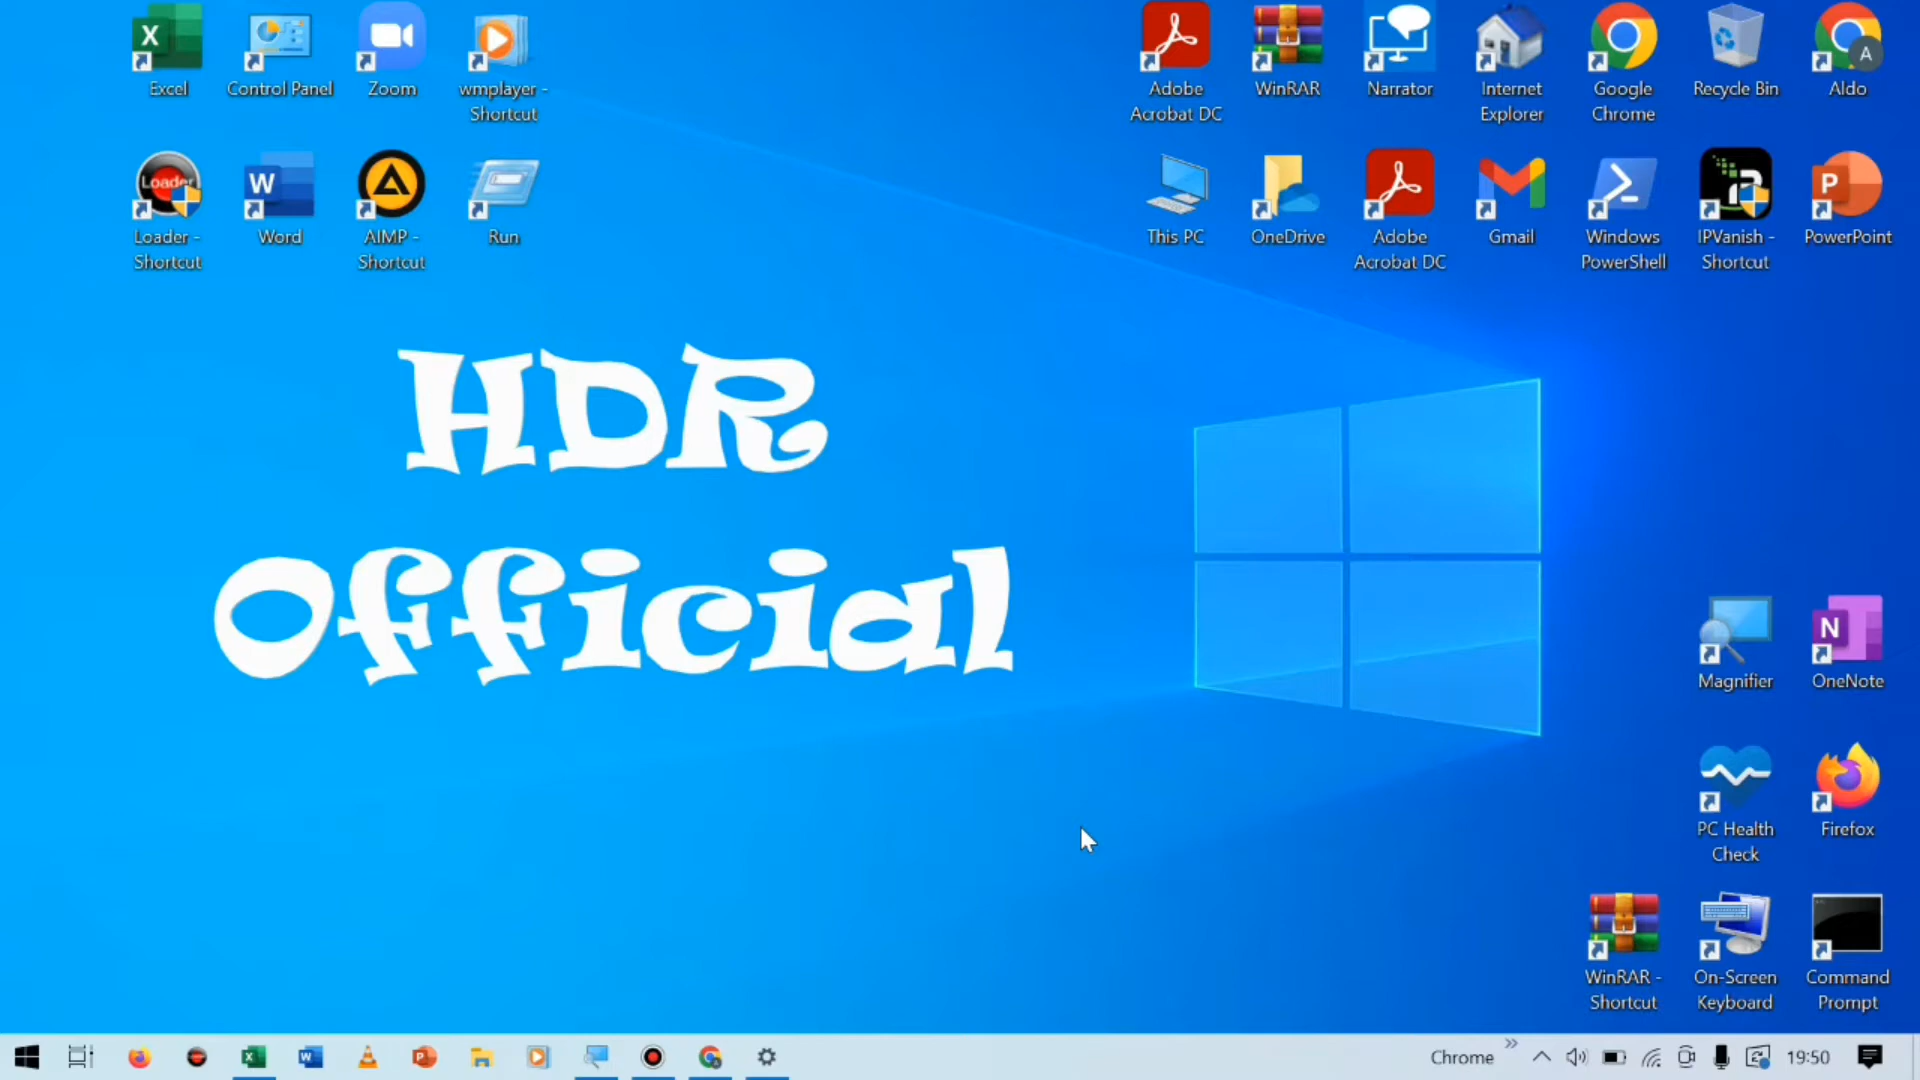 Excel
Control Panel
Zoom
wmplayer -
Shortcut
Adobe
Acrobat DC
WinRAR
Narrator
Internet
Explorer
Google
Chrome
Recycle Bin
A
Aldo
Loader
Loader -
Shortcut
W
Word
AIMP -
Shortcut
Run
This PC
OneDrive
Adobe
Acrobat DC
Gmail
Windows
PowerShell
IPVanish -
Shortcut
P
PowerPoint
HDR
Official
Magnifier
N
OneNote
PC Health
Check
Firefox
WinRAR -
Shortcut
On-Screen
Keyboard
Command
Prompt
Chrome
19:50